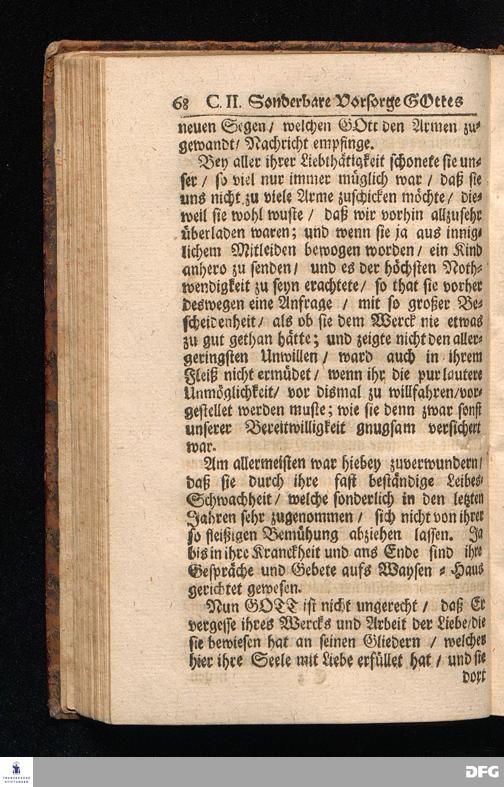 68 C. II. Sonderbare Vorsorge GOttes
neuen Segen / welchen GOtt den Armen zu-
gewandt / Nachricht empfinge.
Bey aller ihrer Liebthätigkeit schonete sie un-
ser / so viel nur immer müglich war / daß sie
uns nicht zu viele Arme zuschicken möchte / die-
weil sie wohl wuste / daß wir vorhin allzusehr
überladen waren; und wenn sie ja aus innig-
lichem Mitleiden bewogen worden / ein Kind
anhero zu senden / und es der höchsten Noth-
wendigkeit zu seyn erachtete / so that sie vorher
deswegen eine Anfrage / mit so großer Be-
scheidenheit / als ob sie dem Werck nie etwas
zu gut gethan hätte; und zeigte nicht den aller-
geringsten Unwillen / ward auch in ihrem
Fleiß nicht ermüdet / wenn ihr die pur lautere
Unmöglichkeit / vor dismal zu willfahren / vor-
gestellet werden muste; wie sie denn zwar sonst
unserer Bereitwilligkeit gnugsam versichert
war.
Am allermeisten war hiebey zuverwundern /
daß sie durch ihre fast beständige Leibes-
Schwachheit / welche sonderlich in den letzten
Jahren sehr zugenommen / sich nicht von ihrer
so fleißigen Bemühung abziehen lassen. Ja
bis in ihre Kranckheit und ans Ende sind ihre
Gespräche und Gebete aufs Waysen-Haus
gerichtet gewesen.
Nun GOTT ist nicht ungerecht / daß Er
vergesse ihres Wercks und Arbeit der Liebe / die
sie bewiesen hat an seinen Gliedern / welcher
hier ihre Seele mit Liebe erfüllet hat / und sie
dort
FRANCKESCHE STIFTUNGEN
DFG